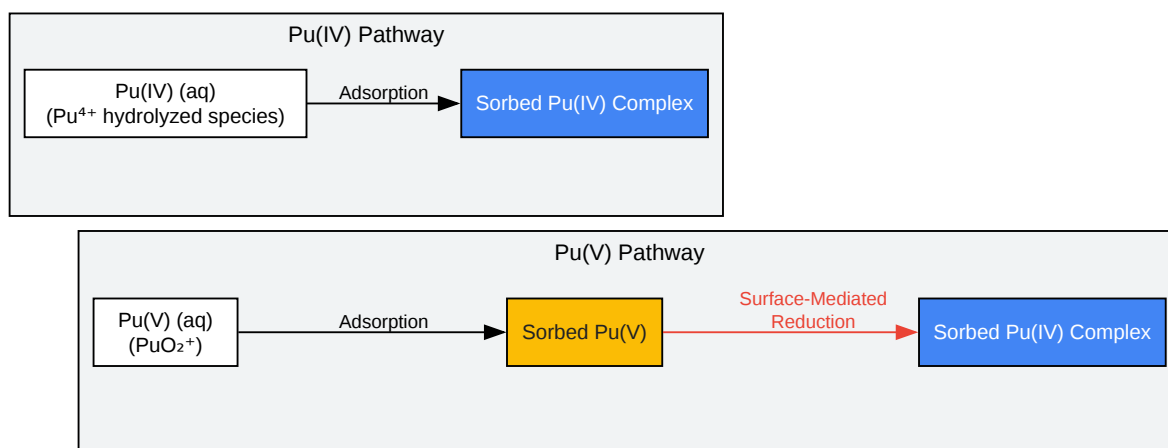 Pu(IV) Pathway
Pu(IV) (aq)
(Pu⁴⁺ hydrolyzed species)
Adsorption
Sorbed Pu(IV) Complex
Pu(V) Pathway
Pu(V) (aq)
(PuO₂⁺)
Adsorption
Sorbed Pu(V)
Surface-Mediated
Reduction
Sorbed Pu(IV) Complex